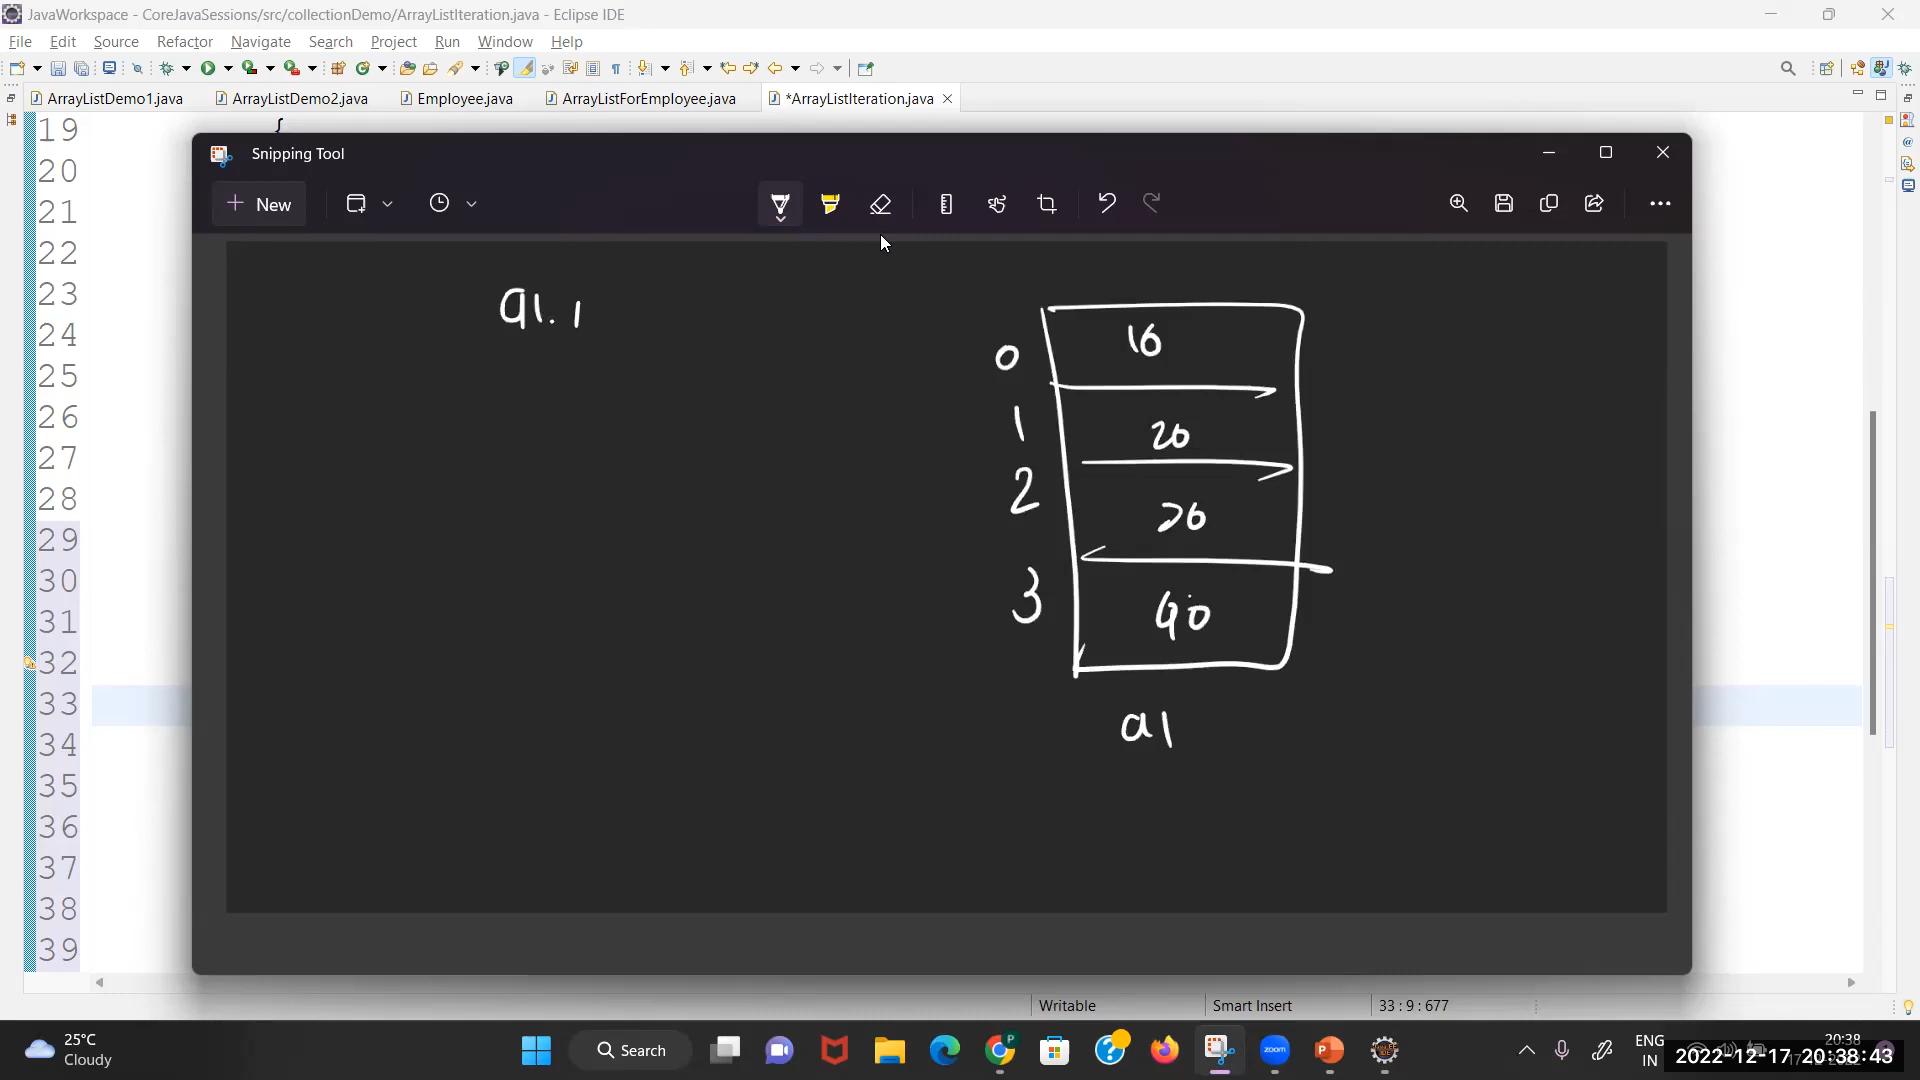 JavaWorkspace - CoreJavaSessions/src/collectionDemo/ArrayListIteration.java - Eclipse IDE
File Edit Source Refactor Navigate Search Project Run Window Help
ArrayListDemo1.java ArrayListDemo2.java Employee.java ArrayListForEmployee.java *ArrayListIteration.java
19 {
20
21
22
23
24
25
26
27
28
29
30
31
32
33
34
35
36
37
38
39
Snipping Tool
New
al. 1
0 10
1 20
2 20
3 40
al
Writable Smart Insert 33 : 9 : 677
25°C
Cloudy
Search
zoom
ENG
IN
20:38
2022-12-17 20:38:43